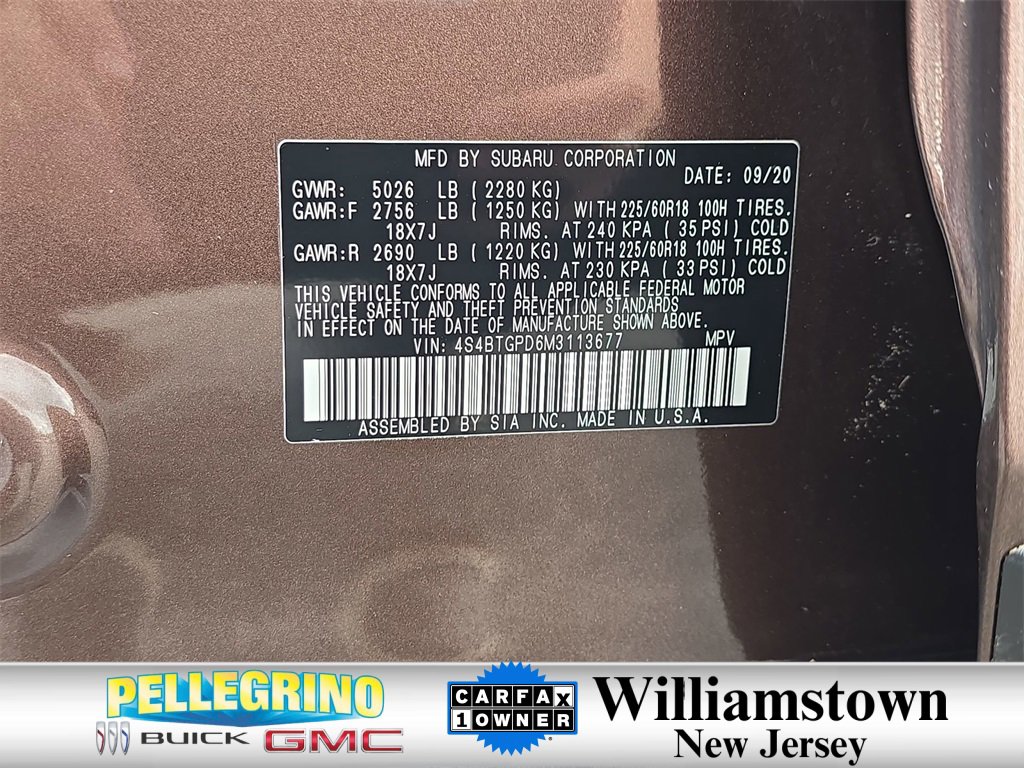 MFD BY SUBARU CORPORATION
DATE: 09/20
GVWR: 5026 LB ( 2280 KG)
GAWR:F 2756 LB ( 1250 KG) WITH 225/60R18 100H TIRES.
18X7J RIMS. AT 240 KPA ( 35 PSI) COLD
GAWR:R 2690 LB ( 1220 KG) WITH 225/60R18 100H TIRES.
18X7J RIMS. AT 230 KPA ( 33 PSI) COLD
THIS VEHICLE CONFORMS TO ALL APPLICABLE FEDERAL MOTOR
VEHICLE SAFETY AND THEFT PREVENTION STANDARDS
IN EFFECT ON THE DATE OF MANUFACTURE SHOWN ABOVE.
VIN: 4S4BTGPD6M3113677 MPV
ASSEMBLED BY SIA INC. MADE IN U.S.A.
PELLEGRINO
BUICK GMC
CARFAX
1 OWNER
Williamstown
New Jersey